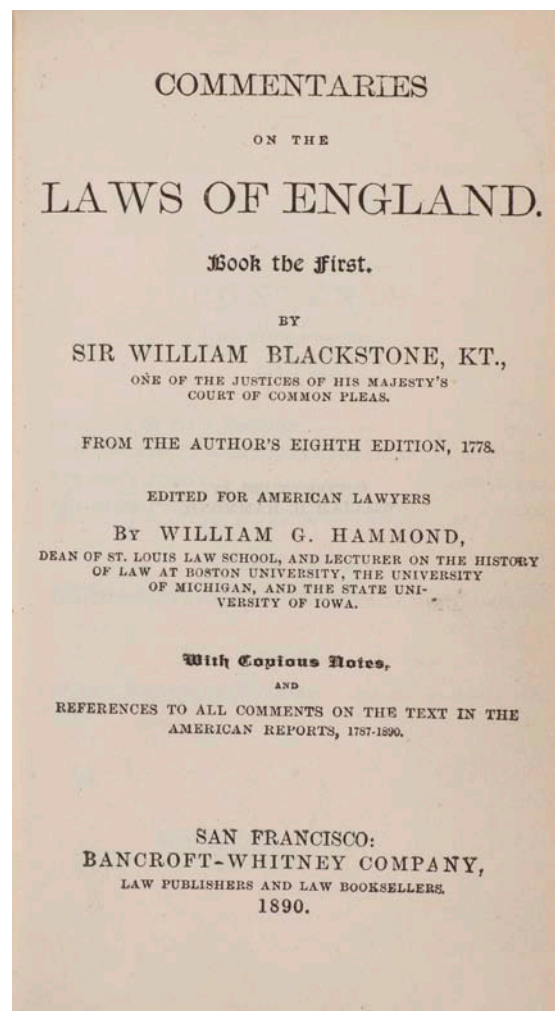 COMMENTARIES
ON THE
LAWS OF ENGLAND.
Book the First.
BY
SIR WILLIAM BLACKSTONE, KT.,
ONE OF THE JUSTICES OF HIS MAJESTY'S
COURT OF COMMON PLEAS.
FROM THE AUTHOR'S EIGHTH EDITION, 1778.
EDITED FOR AMERICAN LAWYERS
BY WILLIAM G. HAMMOND,
DEAN OF ST. LOUIS LAW SCHOOL, AND LECTURER ON THE HISTORY
OF LAW AT BOSTON UNIVERSITY, THE UNIVERSITY
OF MICHIGAN, AND THE STATE UNI-
VERSITY OF IOWA.
With Copious Notes,
AND
REFERENCES TO ALL COMMENTS ON THE TEXT IN THE
AMERICAN REPORTS, 1787-1890.
SAN FRANCISCO:
BANCROFT-WHITNEY COMPANY,
LAW PUBLISHERS AND LAW BOOKSELLERS.
1890.